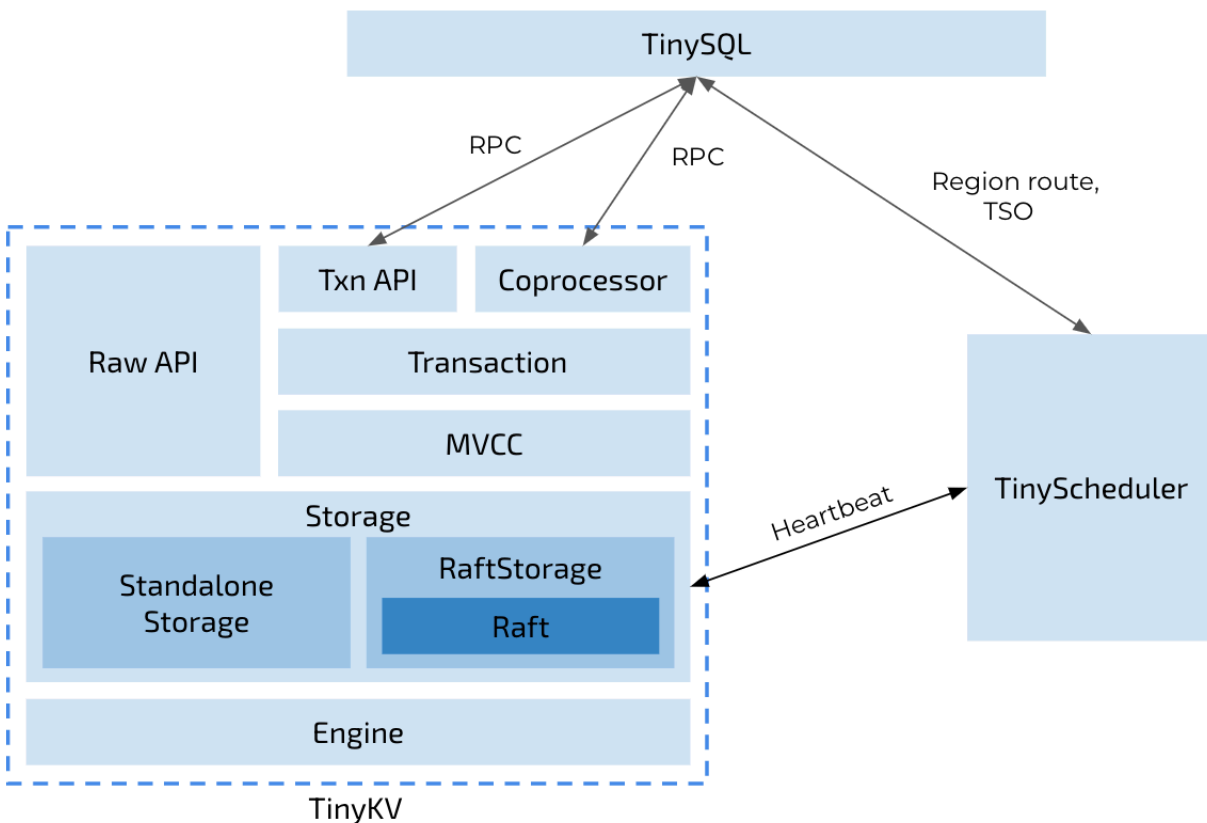 TinySQL
RPC
RPC
Region route,
TSO
Txn API
Coprocessor
Raw API
Transaction
MVCC
TinyScheduler
Heartbeat
Storage
Standalone
Storage
RaftStorage
Raft
Engine
TinyKV